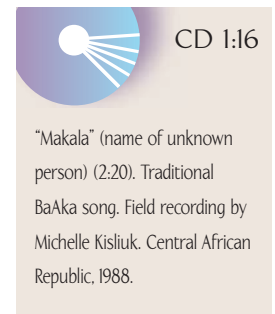 CD 1:16
“Makala” (name of unknown
person) (2:20). Traditional
BaAka song. Field recording by
Michelle Kisliuk. Central African
Republic, 1988.